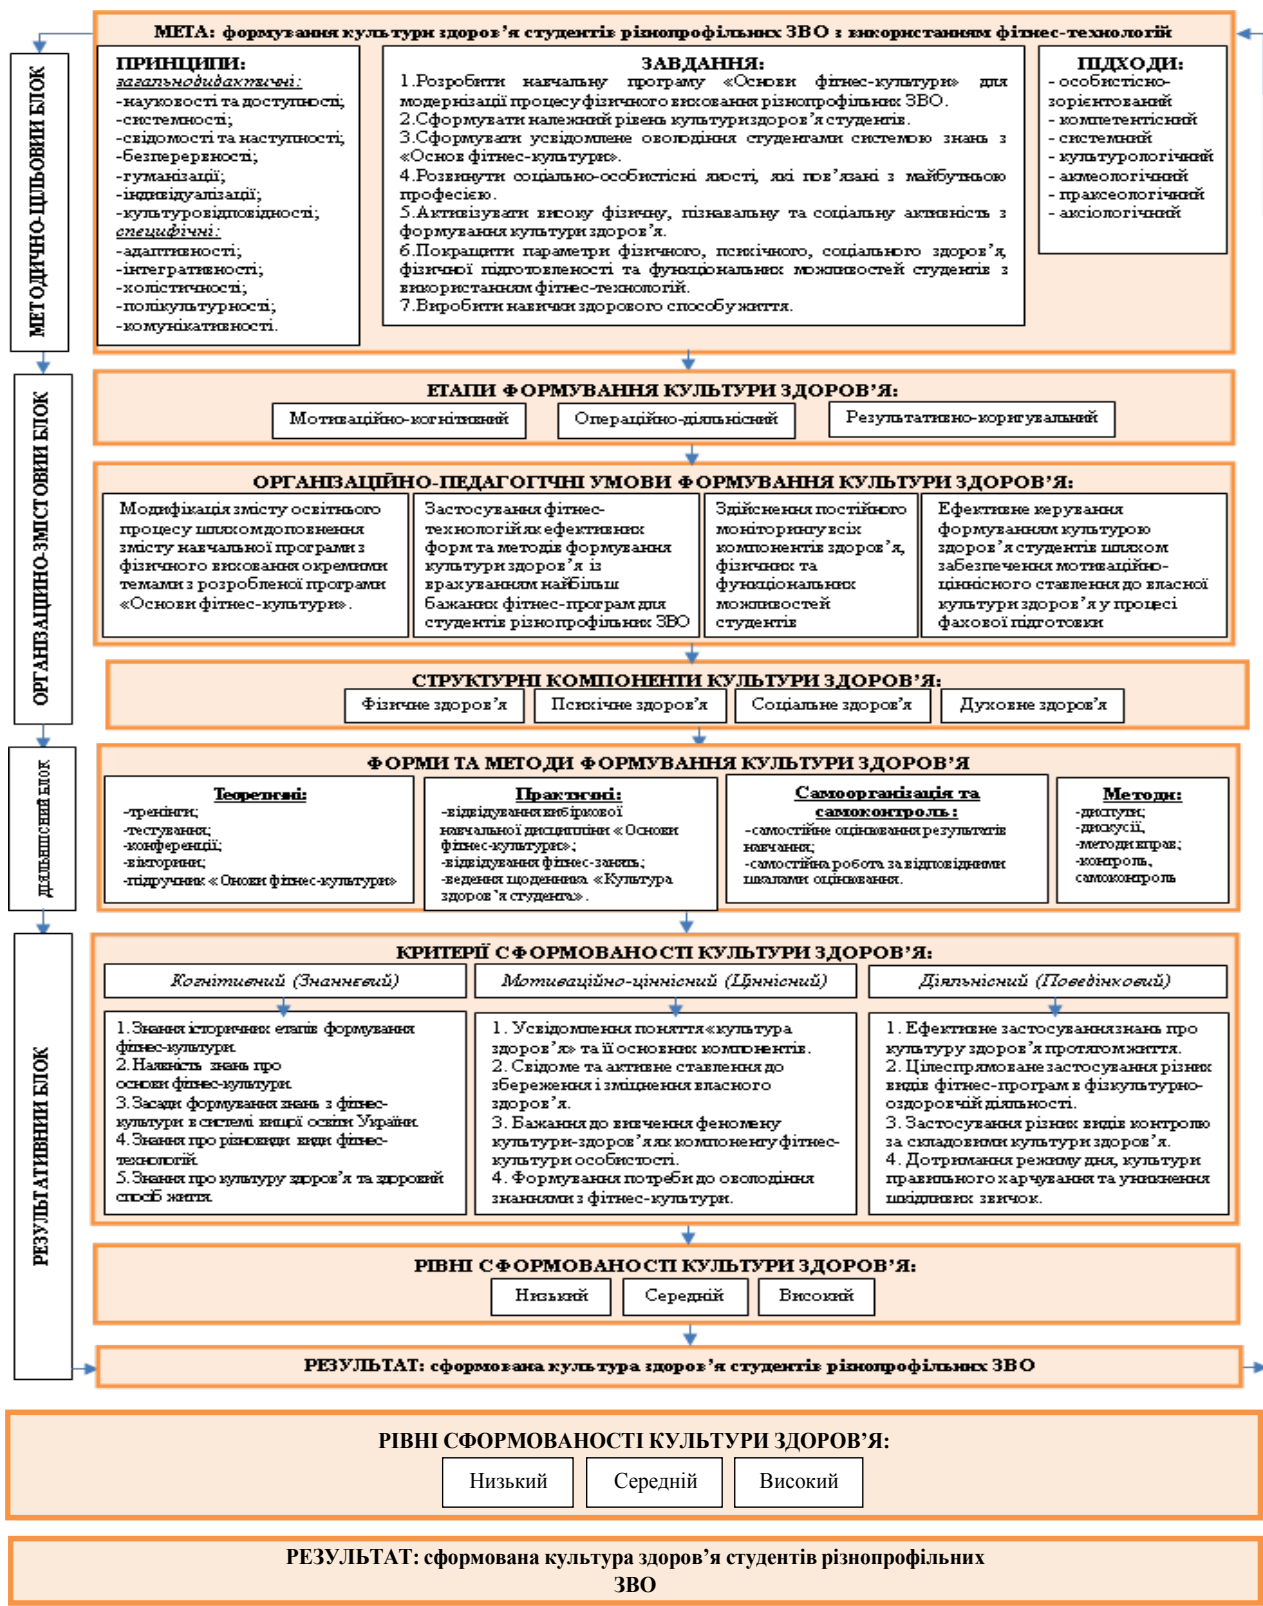 МЕТА: формування культури здоров’я студентів різнопрофільних ЗВО з використанням фітнес-технологій
МЕТОДИЧНО-ЦІЛЬОВИЙ БЛОК
ПРИНЦИПИ:
загальнодидактичні:
-науковості та доступності;
-системності;
-свідомості та наступності;
-безперервності;
-гуманізації;
-індивідуалізації;
-культуровідповідності;
специфічні:
-адаптивності;
-інтегративності;
-холістичності;
-полікультурності;
-комунікативності.
ЗАВДАННЯ:
1.Розробити навчальну програму «Основи фітнес-культури» для
модернізації процесу фізичного виховання різнопрофільних ЗВО.
2.Сформувати належний рівень культури здоров’я студентів.
3.Сформувати усвідомлене оволодіння студентами системою знань з
«Основ фітнес-культури».
4.Розвинути соціально-особистісні якості, які пов’язані з майбутньою
професією.
5.Активізувати високу фізичну, пізнавальну та соціальну активність з
формування культури здоров’я.
6.Покращити параметри фізичного, психічного, соціального здоров’я,
фізичної підготовленості та функціональних можливостей студентів з
використанням фітнес-технологій.
7.Виробити навички здорового способу життя.
ПІДХОДИ:
- особистісно-
зорієнтований
- компетентісний
- системний
- культурологічний
- акмеологічний
- праксеологічний
- аксіологічний
ОРГАНІЗАЦІЙНО-ЗМІСТОВИЙ БЛОК
ЕТАПИ ФОРМУВАННЯ КУЛЬТУРИ ЗДОРОВ’Я:
Мотиваційно-когнітивний
Операційно-діяльнісний
Результативно-коригувальний
ОРГАНІЗАЦІЙНО-ПЕДАГОГІЧНІ УМОВИ ФОРМУВАННЯ КУЛЬТУРИ ЗДОРОВ’Я:
Модифікація змісту освітнього
процесу шляхом доповнення
змісту навчальної програми з
фізичного виховання окремими
темами з розробленої програми
«Основи фітнес-культури».
Застосування фітнес-
технологій як ефективних
форм та методів формування
культури здоров’я із
врахуванням найбільш
бажаних фітнес-програм для
студентів різнопрофільних ЗВО
Здійснення постійного
моніторингу всіх
компонентів здоров’я,
фізичних та
функціональних
можливостей
студентів
Ефективне керування
формуванням культурою
здоров’я студентів шляхом
забезпечення мотиваційно-
ціннісного ставлення до власної
культури здоров’я у процесі
фахової підготовки
СТРУКТУРНІ КОМПОНЕНТИ КУЛЬТУРИ ЗДОРОВ’Я:
Фізичне здоров’я
Психічне здоров’я
Соціальне здоров’я
Духовне здоров’я
ДІЯЛЬНІСНИЙ БЛОК
ФОРМИ ТА МЕТОДИ ФОРМУВАННЯ КУЛЬТУРИ ЗДОРОВ’Я
Теоретичні:
-тренінги;
-тестування;
-конференції;
-вікторини;
-підручник «Онови фітнес-культури»
Практичні:
-відвідування вибіркової
навчальної дисципліни «Основи
фітнес-культури»;
-відвідування фітнес-занять;
-ведення щоденника «Культура
здоров’я студента».
Самоорганізація та
самоконтроль:
-самостійне оцінювання результатів
навчання;
-самостійна робота за відповідними
шкалами оцінювання.
Методи:
-диспути;
-дискусії,
-методи вправ;
-контроль,
самоконтроль
РЕЗУЛЬТАТИВНИЙ БЛОК
КРИТЕРІЇ СФОРМОВАНОСТІ КУЛЬТУРИ ЗДОРОВ’Я:
Когнітивний (Знаннєвий)
Мотиваційно-ціннісний (Ціннісний)
Діяльнісний (Поведінковий)
1.Знання історичних етапів формування
фітнес-культури.
2.Наявність знань про
основи фітнес-культури.
3.Засади формування знань з фітнес-
культури в системі вищої освіти України.
4.Знання про різновиди види фітнес-
технологій.
5.Знання про культуру здоров’я та здоровий
спосіб життя.
1. Усвідомлення поняття «культура
здоров’я» та її основних компонентів.
2. Свідоме та активне ставлення до
збереження і зміцнення власного
здоров’я.
3. Бажання до вивчення феномену
культури-здоров’я як компоненту фітнес-
культури особистості.
4. Формування потреби до оволодіння
знаннями з фітнес-культури.
1. Ефективне застосування знань про
культуру здоров’я протягом життя.
2. Цілеспрямоване застосування різних
видів фітнес-програм в фізкультурно-
оздоровчій діяльності.
3. Застосування різних видів контролю
за складовими культури здоров’я.
4. Дотримання режиму дня, культури
правильного харчування та уникнення
шкідливих звичок.
РІВНІ СФОРМОВАНОСТІ КУЛЬТУРИ ЗДОРОВ’Я:
Низький
Середній
Високий
РЕЗУЛЬТАТ: сформована культура здоров’я студентів різнопрофільних ЗВО
РІВНІ СФОРМОВАНОСТІ КУЛЬТУРИ ЗДОРОВ’Я:
Низький
Середній
Високий
РЕЗУЛЬТАТ: сформована культура здоров’я студентів різнопрофільних
ЗВО